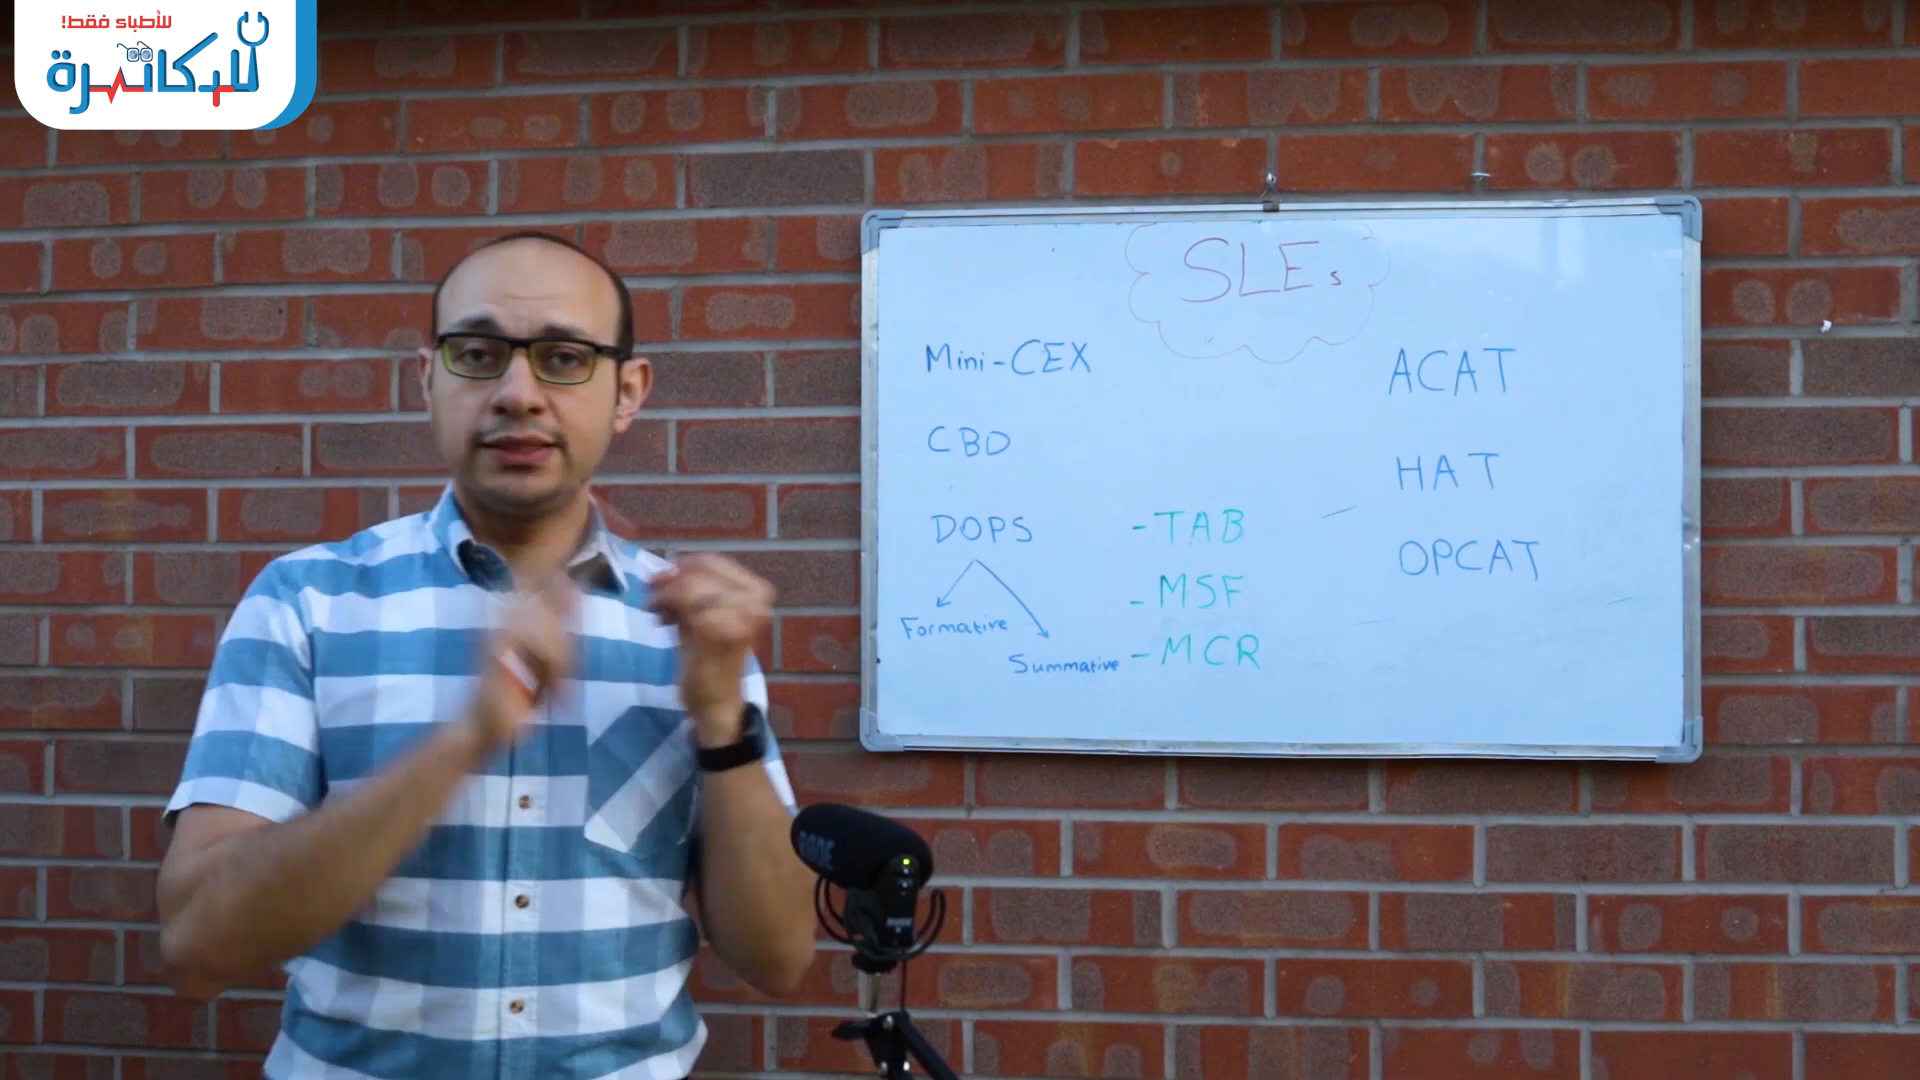 للأطباء فقط!
للدكاترة
SLEs
Mini-CEX
CBD
DOPS
Formative
Summative
-TAB
-MSF
-MCR
ACAT
HAT
OPCAT
RODE